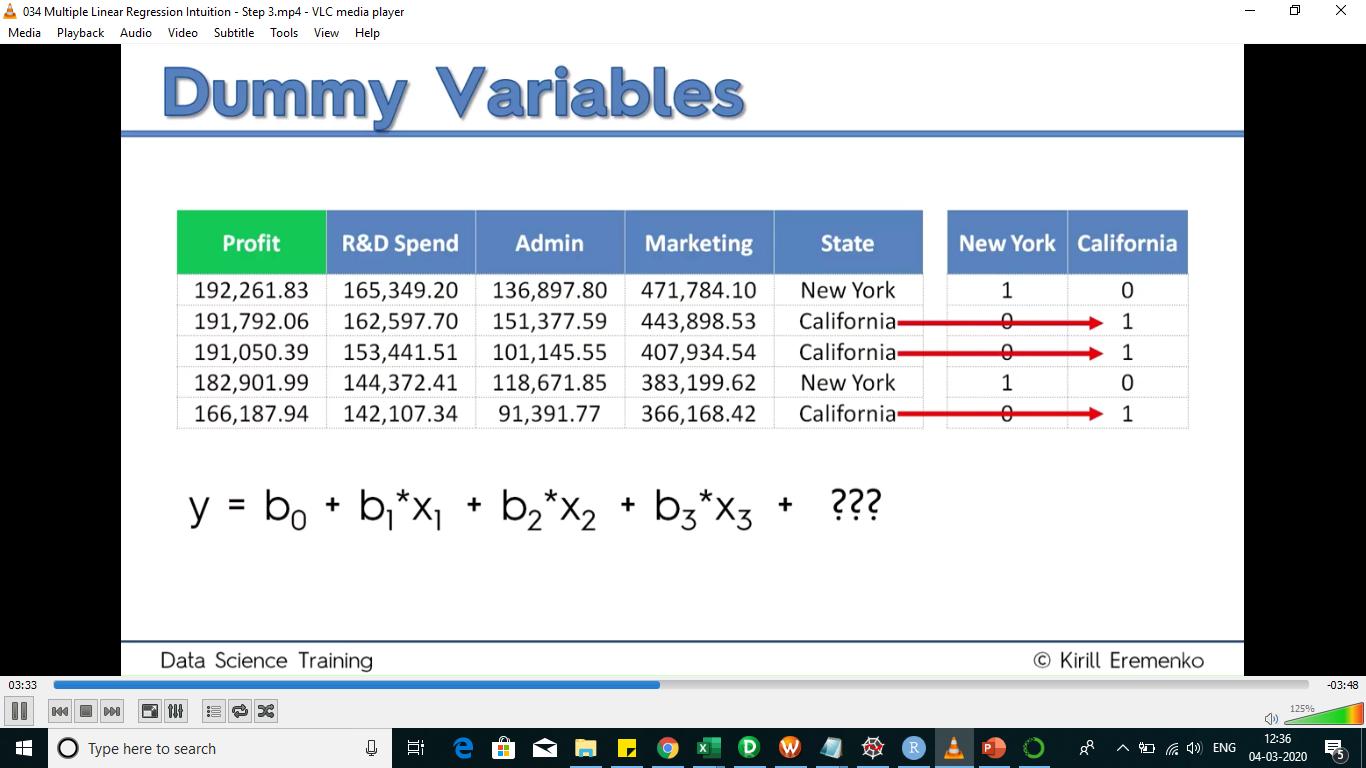 034 Multiple Linear Regression Intuition - Step 3.mp4 - VLC media player
Media Playback Audio Video Subtitle Tools View Help
Dummy Variables
Profit R&D Spend Admin Marketing State New York California
192,261.83 165,349.20 136,897.80 471,784.10 New York 1 0
191,792.06 162,597.70 151,377.59 443,898.53 California 0 1
191,050.39 153,441.51 101,145.55 407,934.54 California 0 1
182,901.99 144,372.41 118,671.85 383,199.62 New York 1 0
166,187.94 142,107.34 91,391.77 366,168.42 California 0 1
y = b₀ + b₁*x₁ + b₂*x₂ + b₃*x₃ + ???
Data Science Training © Kirill Eremenko
03:33 -03:48
125%
Type here to search ENG 12:36
04-03-2020 5